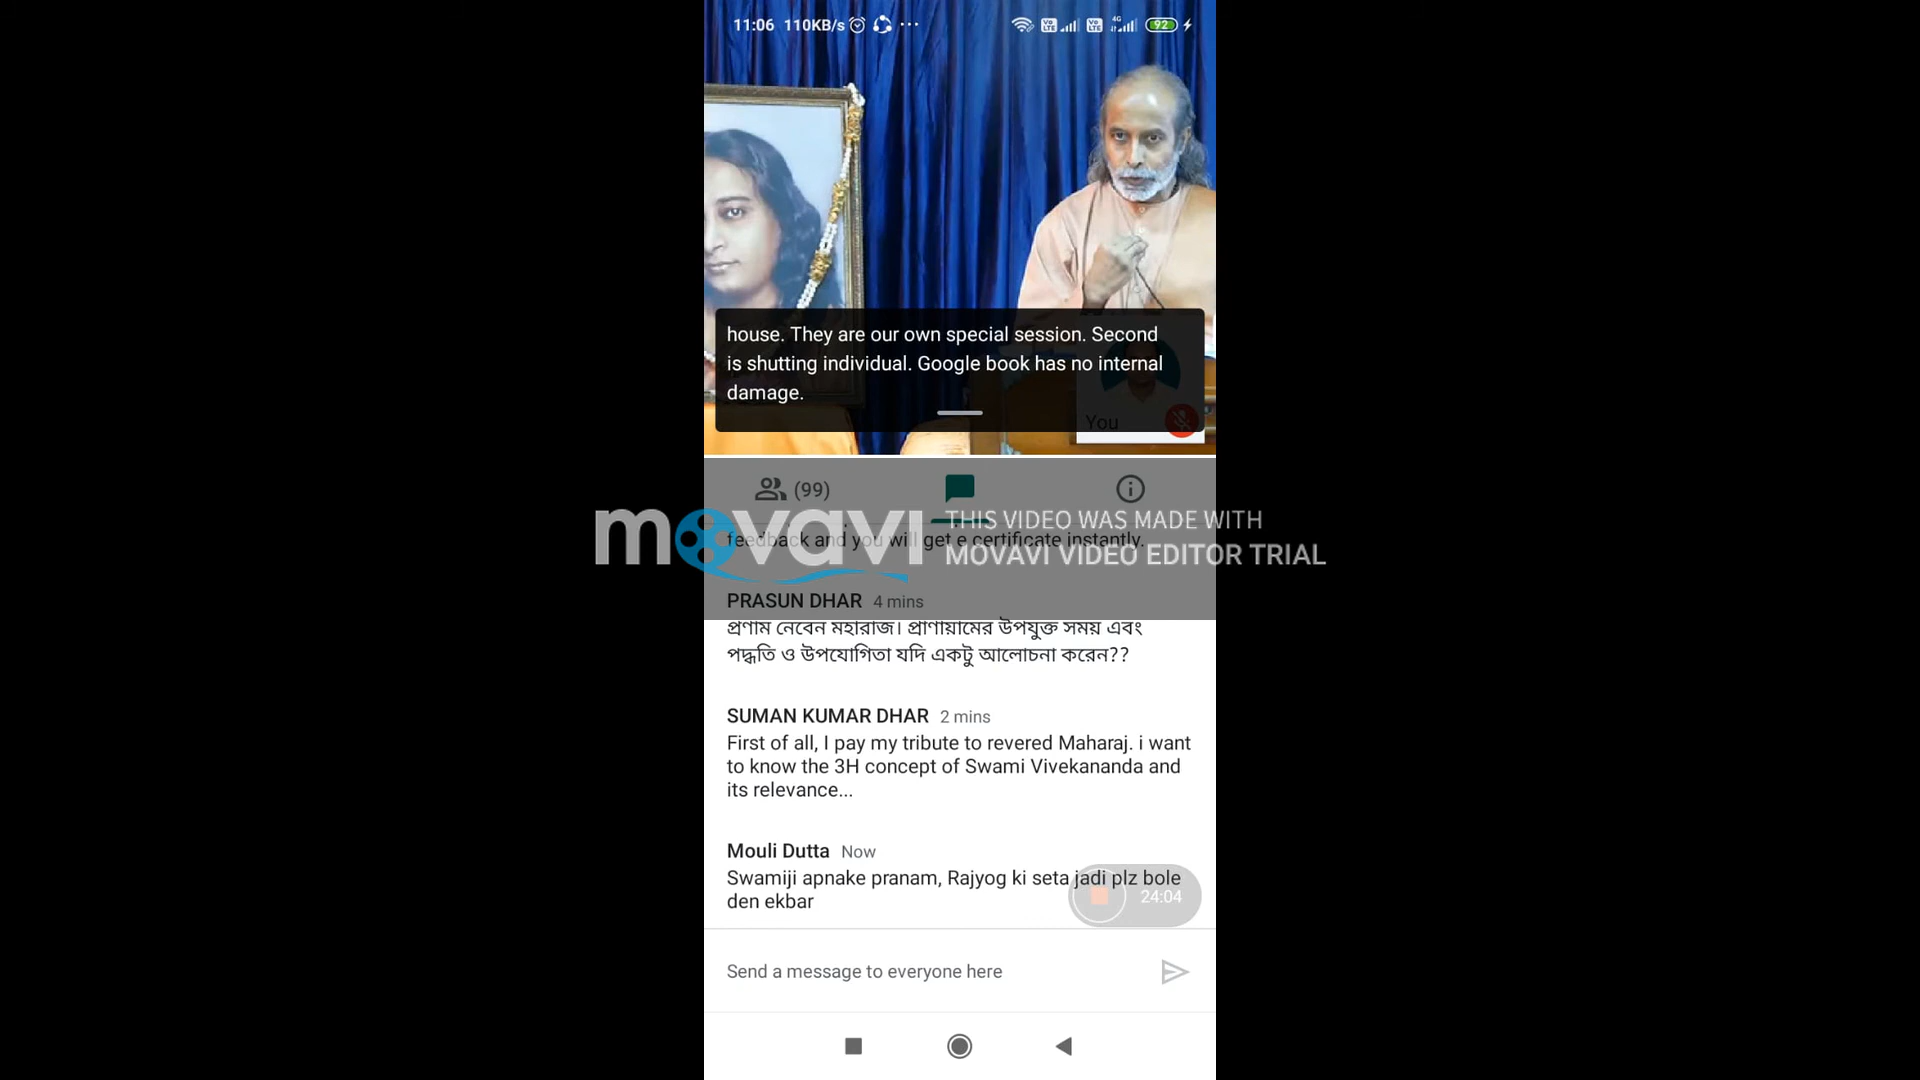 11:06 110KB/s
4G
92
house. They are our own special session. Second
is shutting individual. Google book has no internal
damage.
You
(99)
movavi
THIS VIDEO WAS MADE WITH
MOVAVI VIDEO EDITOR TRIAL
feedback and you will get e certificate instantly.
PRASUN DHAR 4 mins
প্রণাম নেবেন মহারাজ। প্রাণায়ামের উপযুক্ত সময় এবং
পদ্ধতি ও উপযোগিতা যদি একটু আলোচনা করেন??
SUMAN KUMAR DHAR 2 mins
First of all, I pay my tribute to revered Maharaj. i want
to know the 3H concept of Swami Vivekananda and
its relevance...
Mouli Dutta Now
Swamiji apnake pranam, Rajyog ki seta jadi plz bole
den ekbar
24:04
Send a message to everyone here